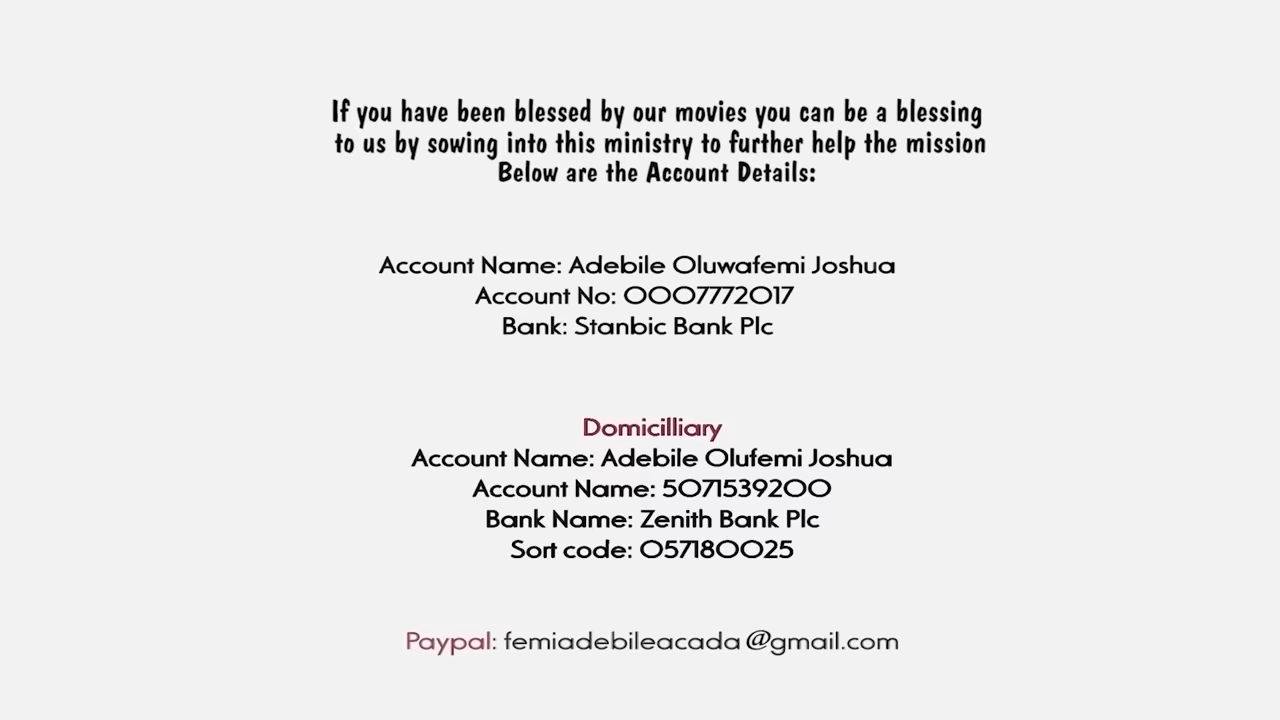 If you have been blessed by our movies you can be a blessing
to us by sowing into this ministry to further help the mission
Below are the Account Details:
Account Name: Adebile Oluwafemi Joshua
Account No: 0007772017
Bank: Stanbic Bank Plc
Domicilliary
Account Name: Adebile Olufemi Joshua
Account Name: 5071539200
Bank Name: Zenith Bank Plc
Sort code: 057180025
Paypal: femiadebileacada@gmail.com